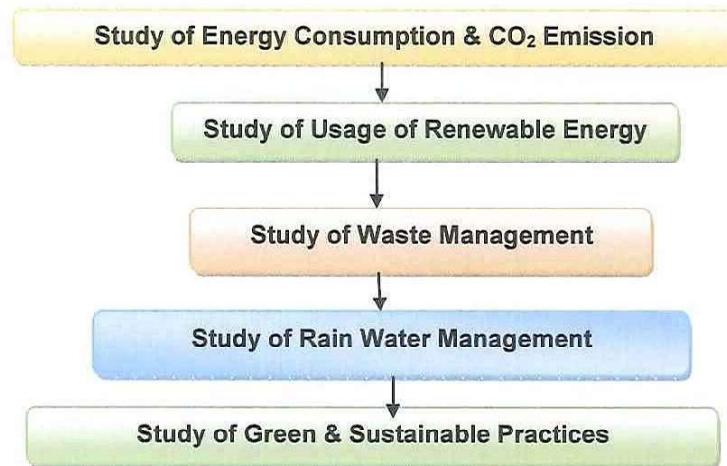 Study of Energy Consumption & CO₂ Emission
Study of Usage of Renewable Energy
Study of Waste Management
Study of Rain Water Management
Study of Green & Sustainable Practices